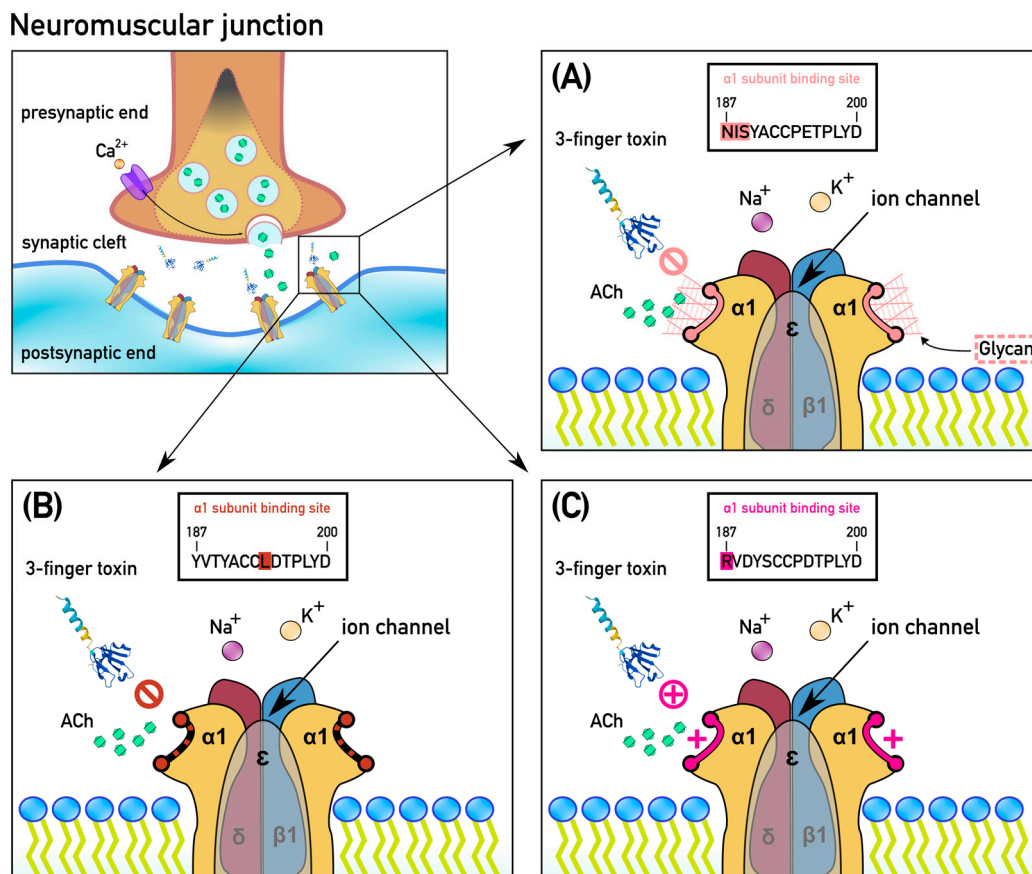 Neuromuscular junction
presynaptic end
Ca2+
synaptic cleft
postsynaptic end
(A)
α1 subunit binding site
187 200
NISYACCPETPLYD
3-finger toxin
Na+
K+
ion channel
ACh
α1
α1
ε
δ
β1
Glycan
(B)
α1 subunit binding site
187 200
YVTYACCLDTPLYD
3-finger toxin
Na+
K+
ion channel
ACh
α1
α1
ε
δ
β1
(C)
α1 subunit binding site
187 200
RVDYSCCPDTPLYD
3-finger toxin
Na+
K+
ion channel
ACh
+
α1
α1
+
ε
δ
β1